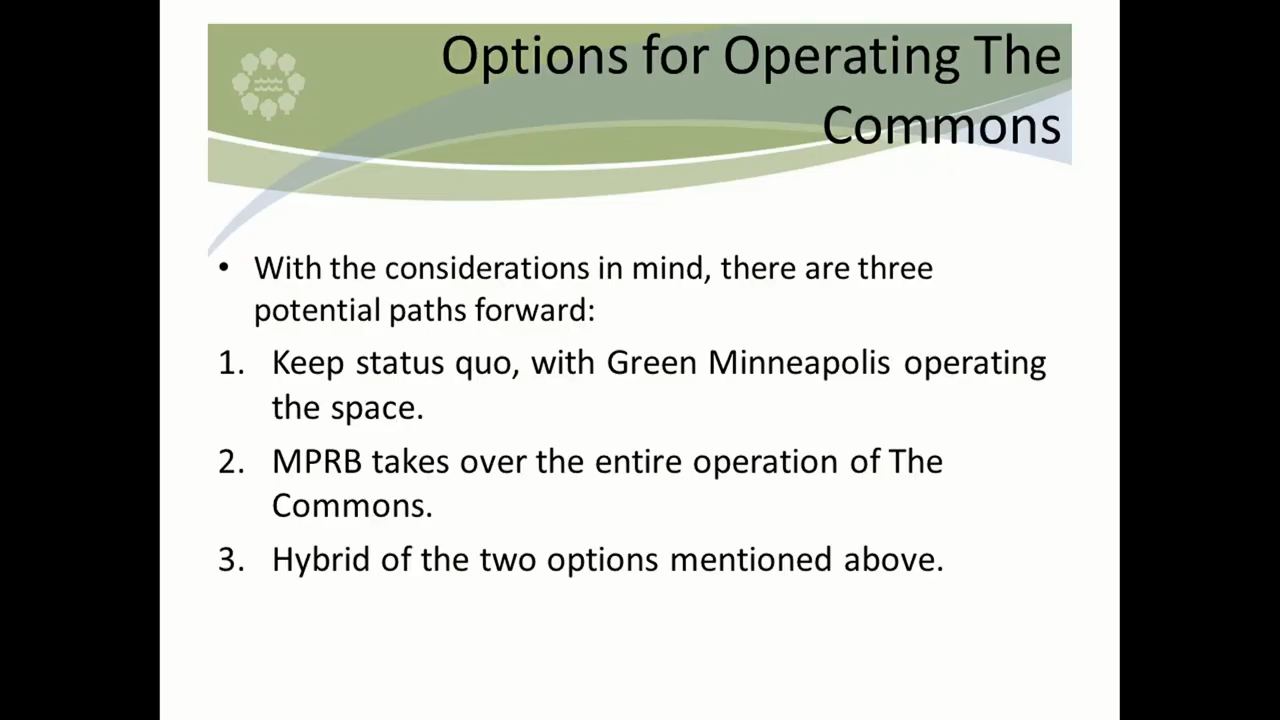 Options for Operating The
Commons
• With the considerations in mind, there are three
potential paths forward:
1. Keep status quo, with Green Minneapolis operating
the space.
2. MPRB takes over the entire operation of The
Commons.
3. Hybrid of the two options mentioned above.